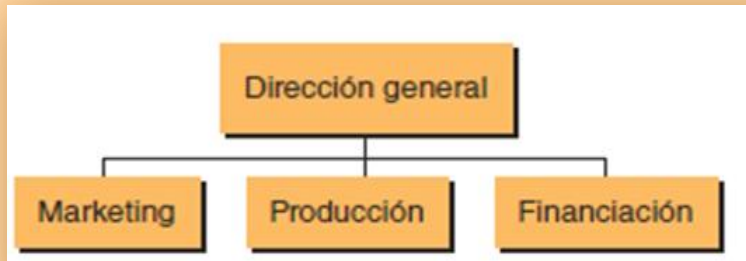 Dirección general
Marketing
Producción
Financiación